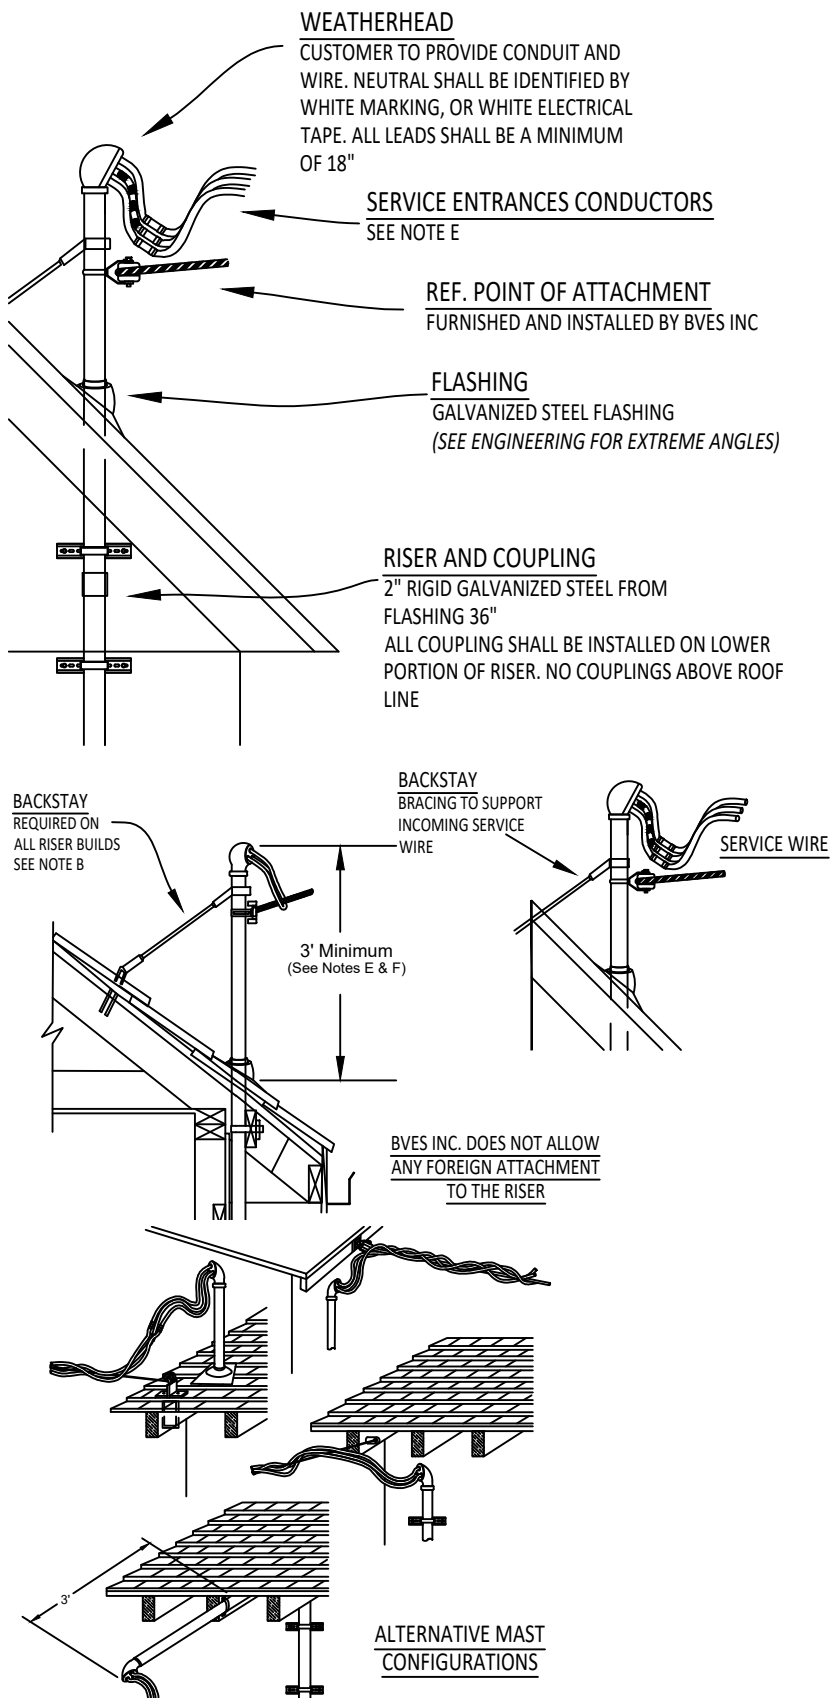 WEATHERHEAD
CUSTOMER TO PROVIDE CONDUIT AND
WIRE. NEUTRAL SHALL BE IDENTIFIED BY
WHITE MARKING, OR WHITE ELECTRICAL
TAPE. ALL LEADS SHALL BE A MINIMUM
OF 18"
SERVICE ENTRANCES CONDUCTORS
SEE NOTE E
REF. POINT OF ATTACHMENT
FURNISHED AND INSTALLED BY BVES INC
FLASHING
GALVANIZED STEEL FLASHING
(SEE ENGINEERING FOR EXTREME ANGLES)
RISER AND COUPLING
2" RIGID GALVANIZED STEEL FROM
FLASHING 36"
ALL COUPLING SHALL BE INSTALLED ON LOWER
PORTION OF RISER. NO COUPLINGS ABOVE ROOF
LINE
BACKSTAY
REQUIRED ON
ALL RISER BUILDS
SEE NOTE B
3' Minimum
(See Notes E & F)
BACKSTAY
BRACING TO SUPPORT
INCOMING SERVICE
WIRE
SERVICE WIRE
BVES INC. DOES NOT ALLOW
ANY FOREIGN ATTACHMENT
TO THE RISER
3'
ALTERNATIVE MAST
CONFIGURATIONS